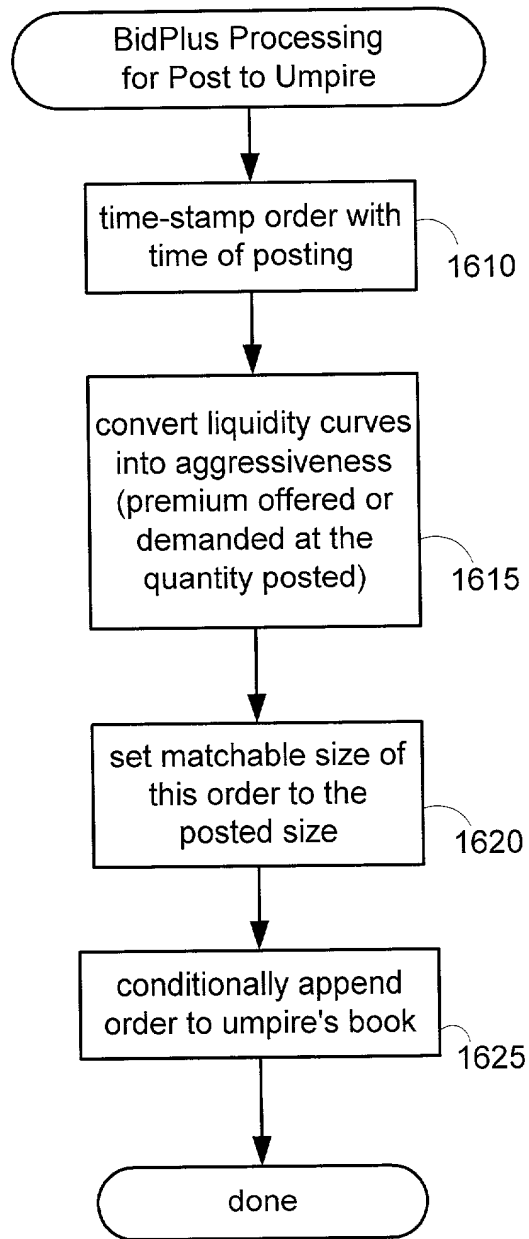 BidPlus Processing
for Post to Umpire
time-stamp order with
time of posting
1610
convert liquidity curves
into aggressiveness
(premium offered or
demanded at the
quantity posted)
1615
set matchable size of
this order to the
posted size
1620
conditionally append
order to umpire's book
1625
done